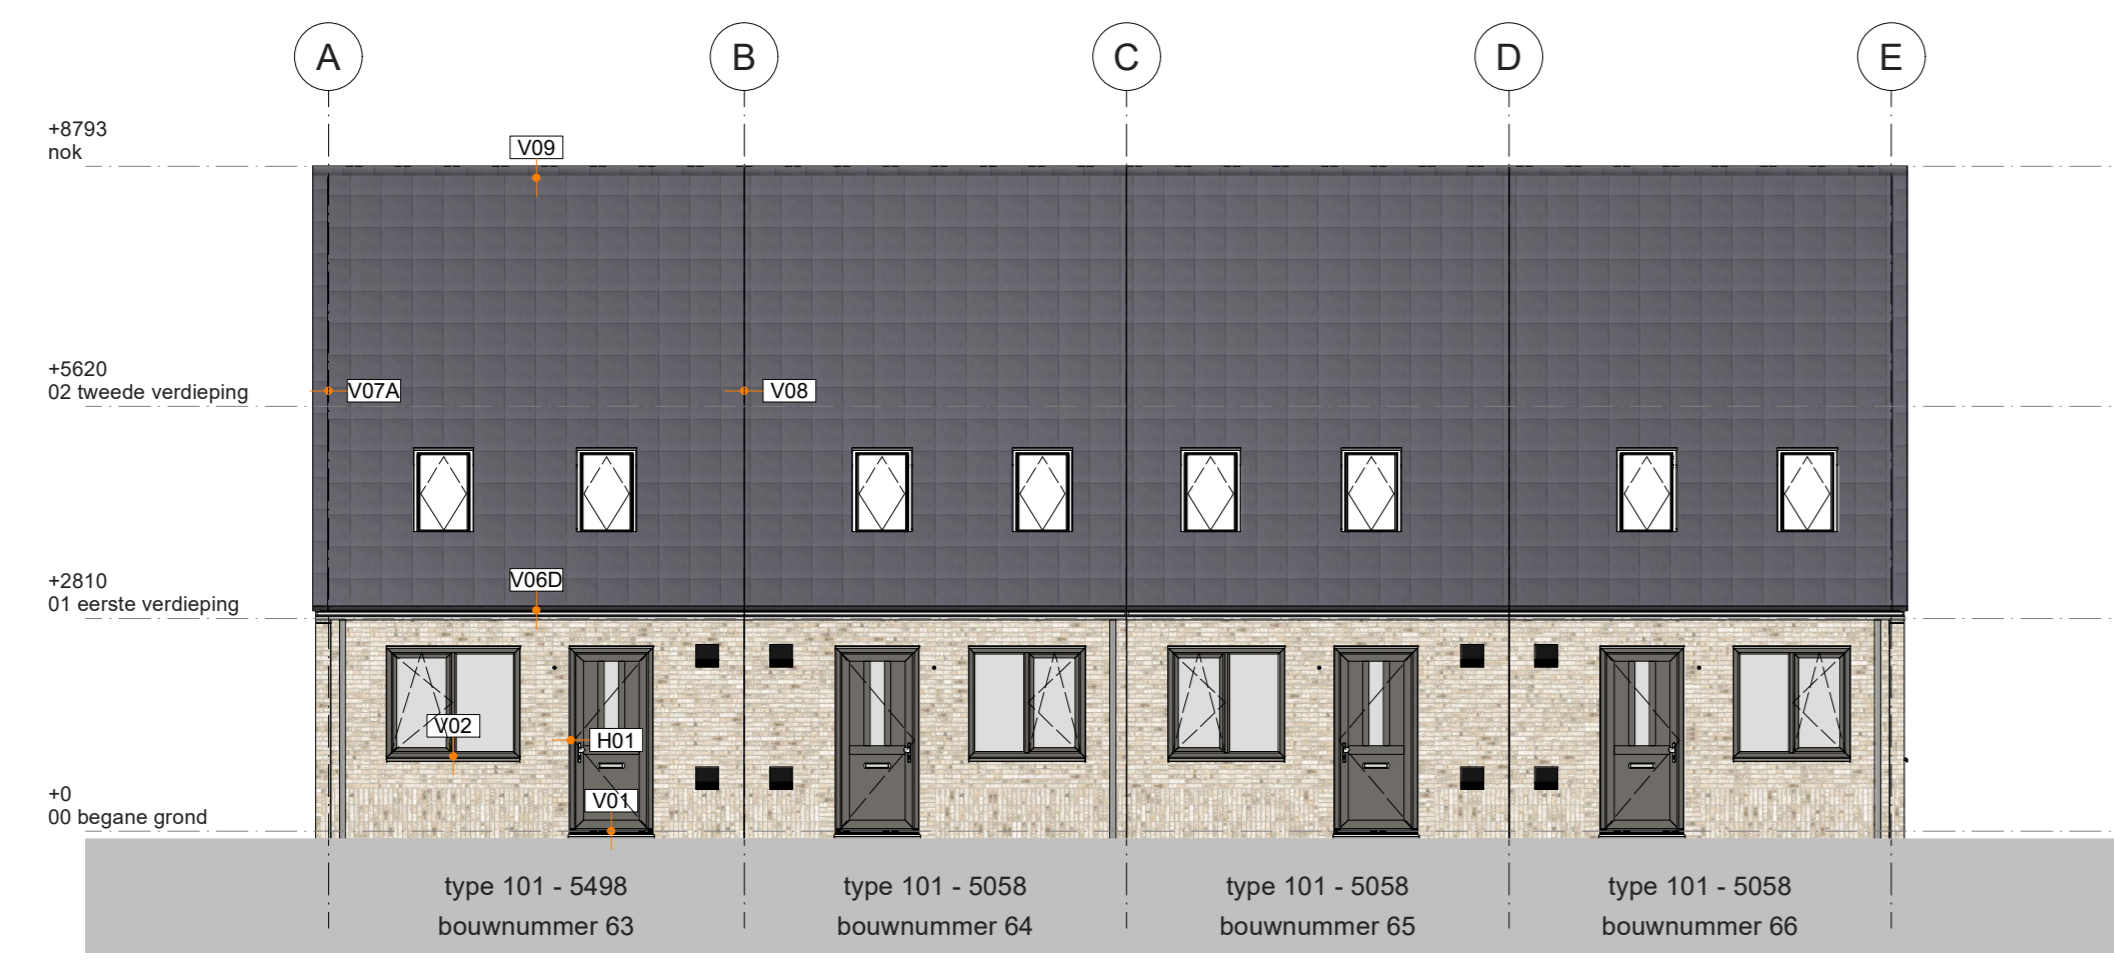 A
B
C
D
E
+8793
nok
V09
+5620
02 tweede verdieping
V07A
V08
V06D
+2810
01 eerste verdieping
V02
H01
V01
+0
00 begane grond
type 101 - 5498
bouwnummer 63
type 101 - 5058
bouwnummer 64
type 101 - 5058
bouwnummer 65
type 101 - 5058
bouwnummer 66